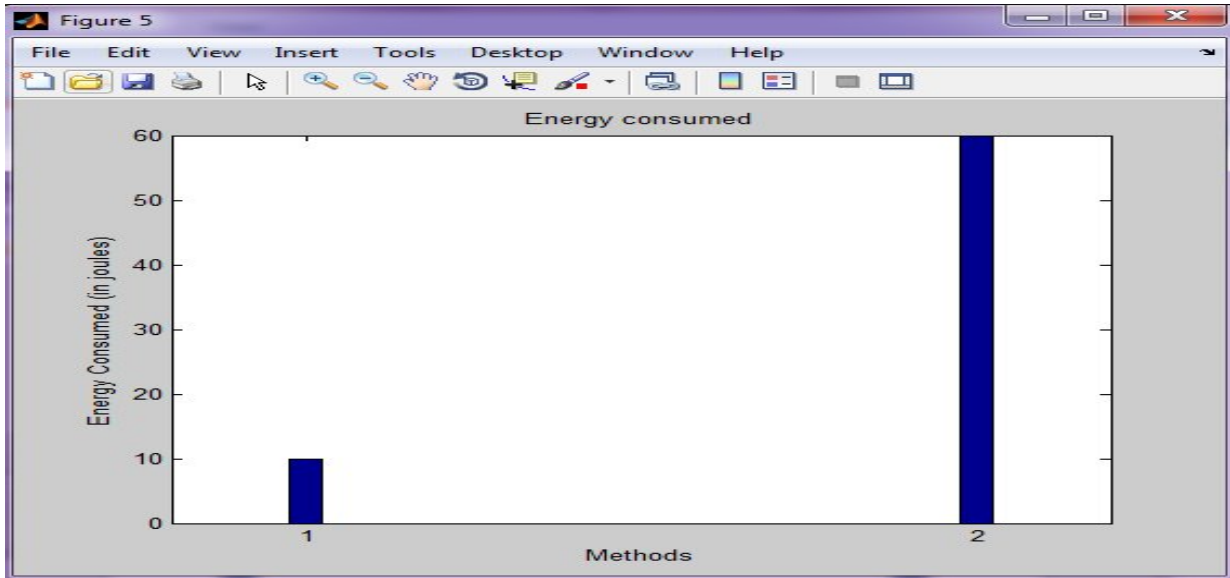 Figure 5
File Edit View Insert Tools Desktop Window Help
Energy consumed
60
50
40
30
20
10
0
Energy Consumed (in joules)
1 2
Methods